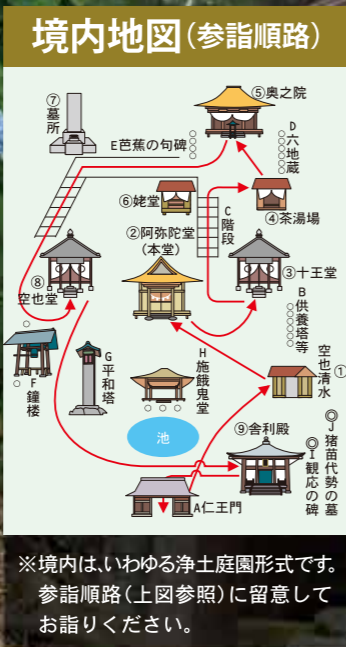 境内地図(参詣順路)
⑦墓所
E芭蕉の句碑
⑤奥之院
D六地蔵
⑥姥堂
C階段
④茶湯場
②阿弥陀堂
(本堂)
③十王堂
⑧
空也堂
B供養塔等
F鐘楼
G平和塔
H施餓鬼堂
空也清水①
池
⑨舎利殿
J猪苗代勢の墓
I観応の碑
A仁王門
※境内は、いわゆる浄土庭園形式です。
参詣順路(上図参照)に留意して
お詣りください。